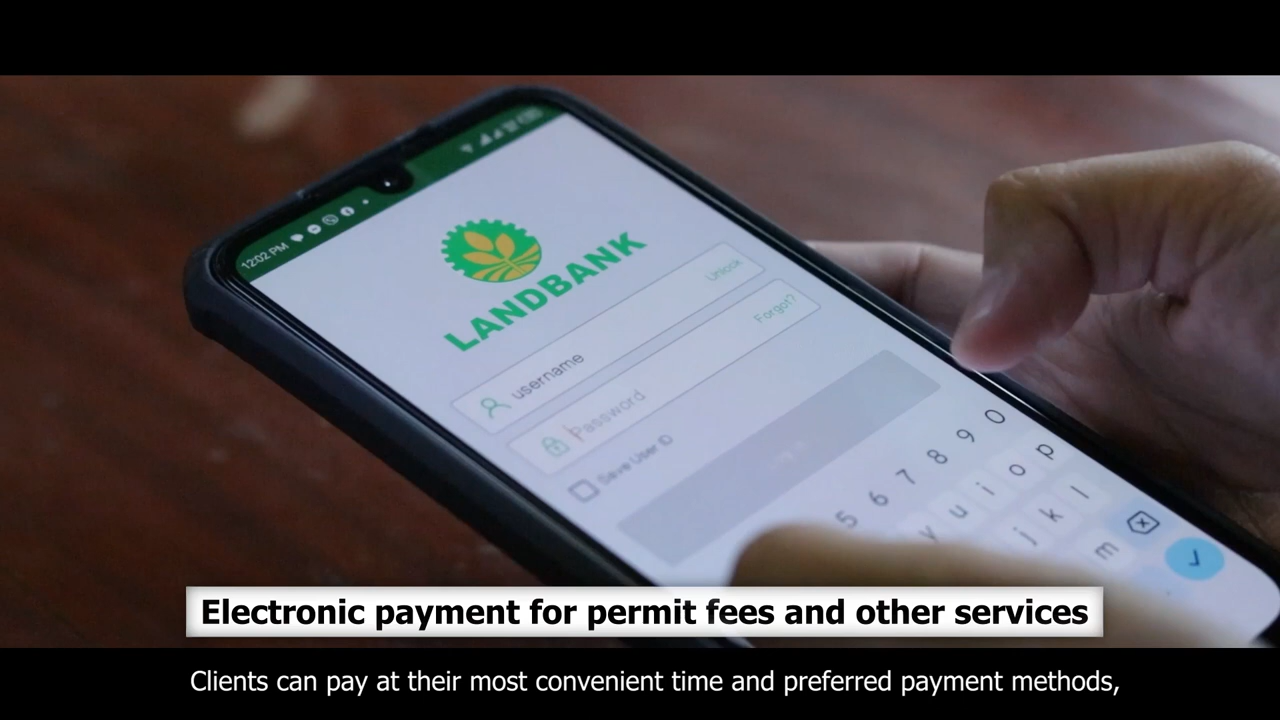 12:02 PM
LANDBANK
username
Unlock
Password
Forgot?
Save User ID
5 6 7 8 9 0
y u i o p
j k l
m
Electronic payment for permit fees and other services
Clients can pay at their most convenient time and preferred payment methods,